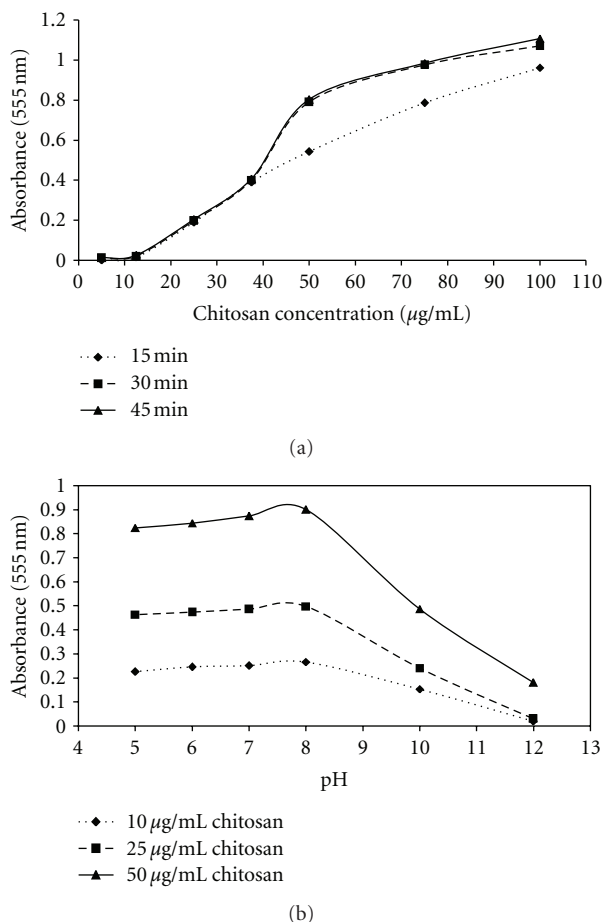 1.2
1
0.8
0.6
0.4
0.2
0
Absorbance (555 nm)
0 10 20 30 40 50 60 70 80 90 100 110
Chitosan concentration (µg/mL)
15 min
30 min
45 min
(a)
1
0.9
0.8
0.7
0.6
0.5
0.4
0.3
0.2
0.1
0
Absorbance (555 nm)
4 5 6 7 8 9 10 11 12 13
pH
10 µg/mL chitosan
25 µg/mL chitosan
50 µg/mL chitosan
(b)